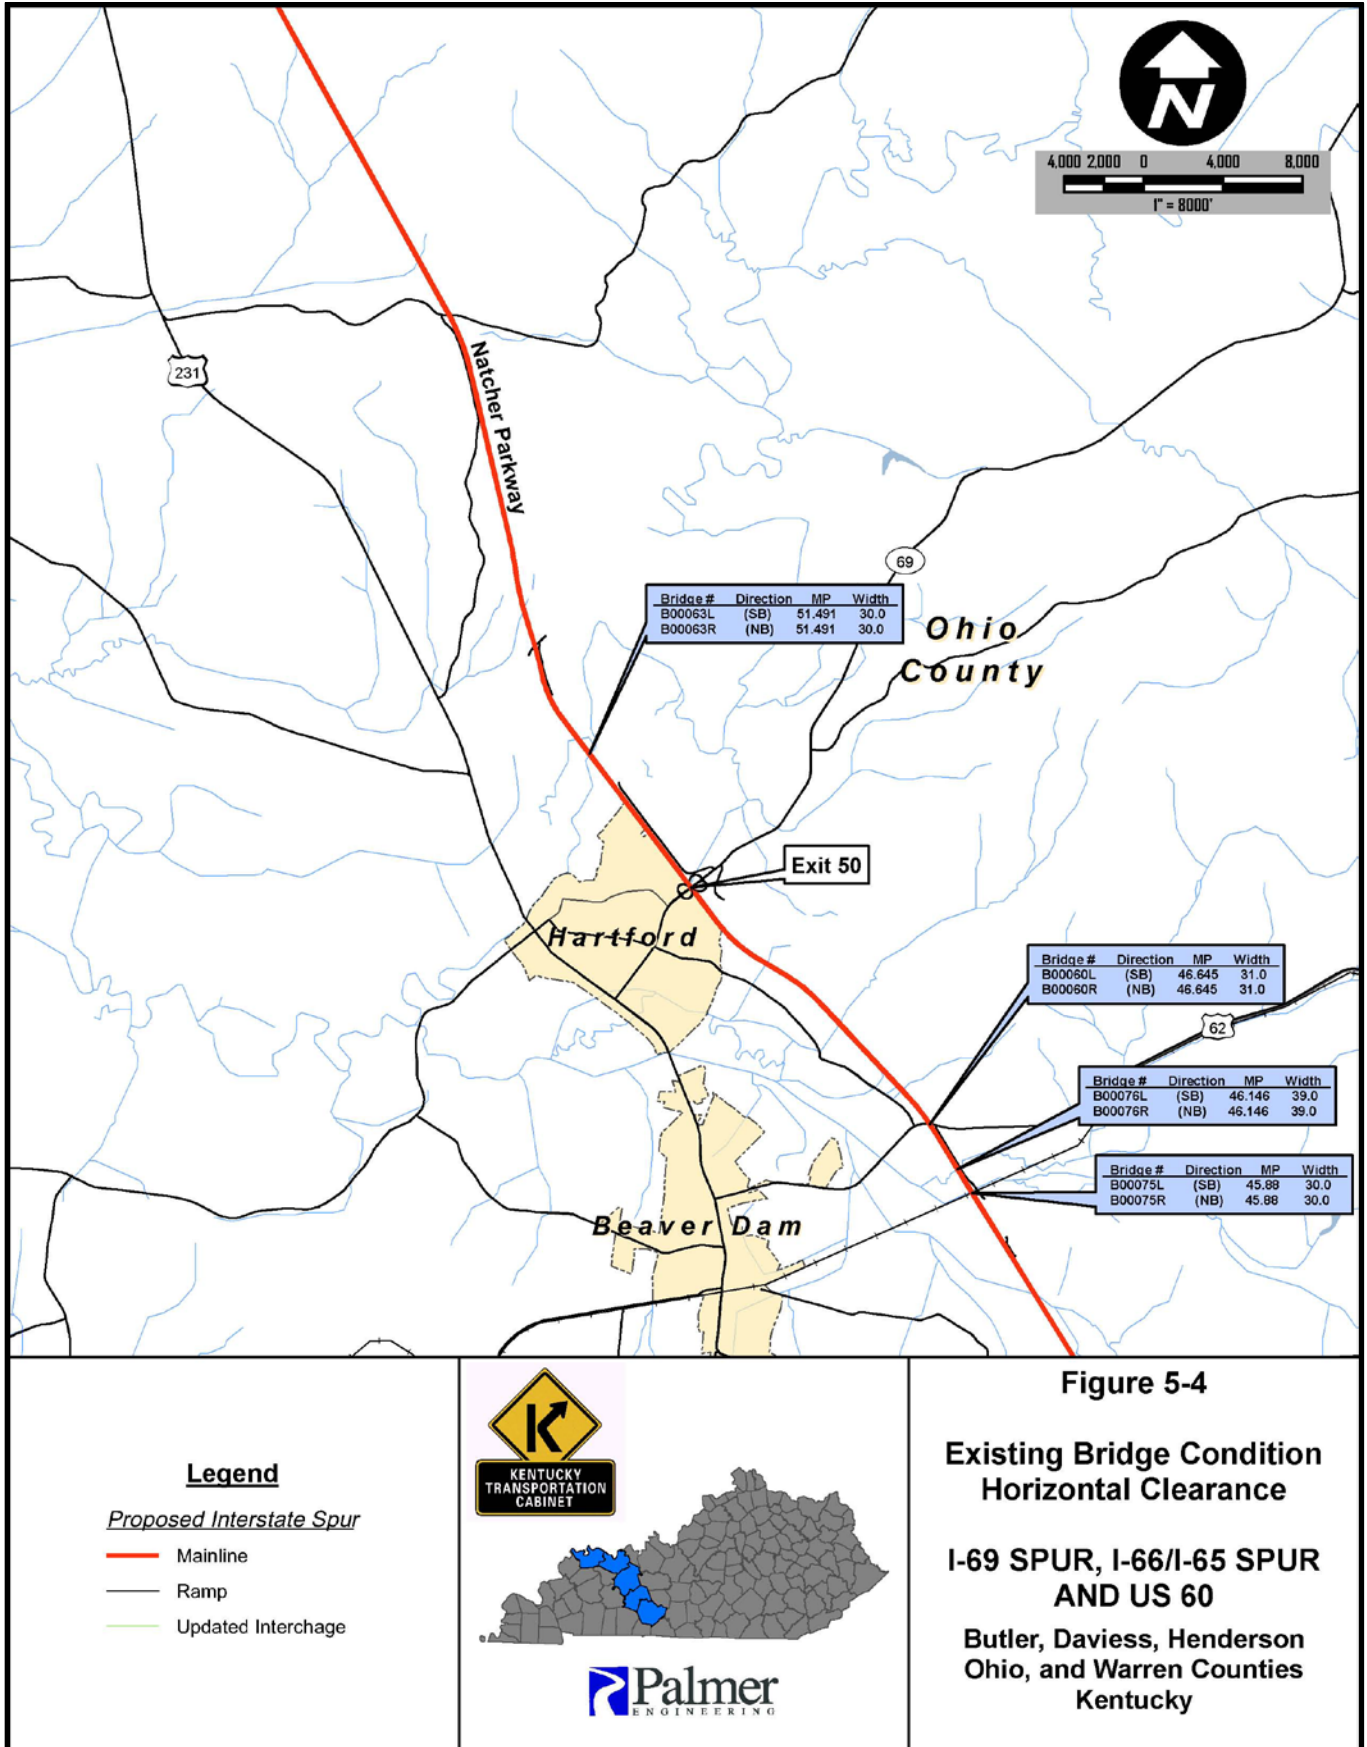 N
4,000 2,000 0 4,000 8,000
1" = 8000'
231
Natcher Parkway
69
Bridge # Direction MP Width
B00063L (SB) 51.491 30.0
B00063R (NB) 51.491 30.0
Ohio
County
Exit 50
Hartford
Bridge # Direction MP Width
B00060L (SB) 46.645 31.0
B00060R (NB) 46.645 31.0
62
Bridge # Direction MP Width
B00076L (SB) 46.146 39.0
B00076R (NB) 46.146 39.0
Bridge # Direction MP Width
B00075L (SB) 45.88 30.0
B00075R (NB) 45.88 30.0
Beaver Dam
Legend
Proposed Interstate Spur
Mainline
Ramp
Updated Interchage
KENTUCKY
TRANSPORTATION
CABINET
Palmer
ENGINEERING
Figure 5-4
Existing Bridge Condition
Horizontal Clearance
I-69 SPUR, I-66/I-65 SPUR
AND US 60
Butler, Daviess, Henderson
Ohio, and Warren Counties
Kentucky